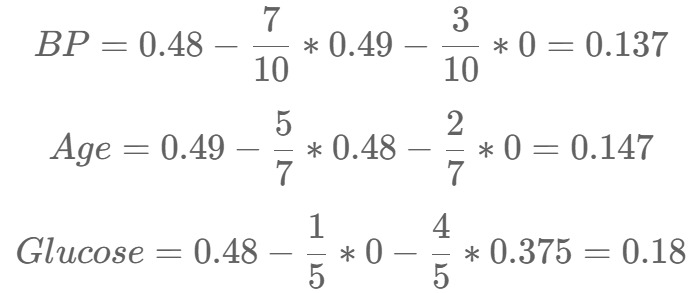 BP = 0.48 − 7/10 ∗ 0.49 − 3/10 ∗ 0 = 0.137
Age = 0.49 − 5/7 ∗ 0.48 − 2/7 ∗ 0 = 0.147
Glucose = 0.48 − 1/5 ∗ 0 − 4/5 ∗ 0.375 = 0.18